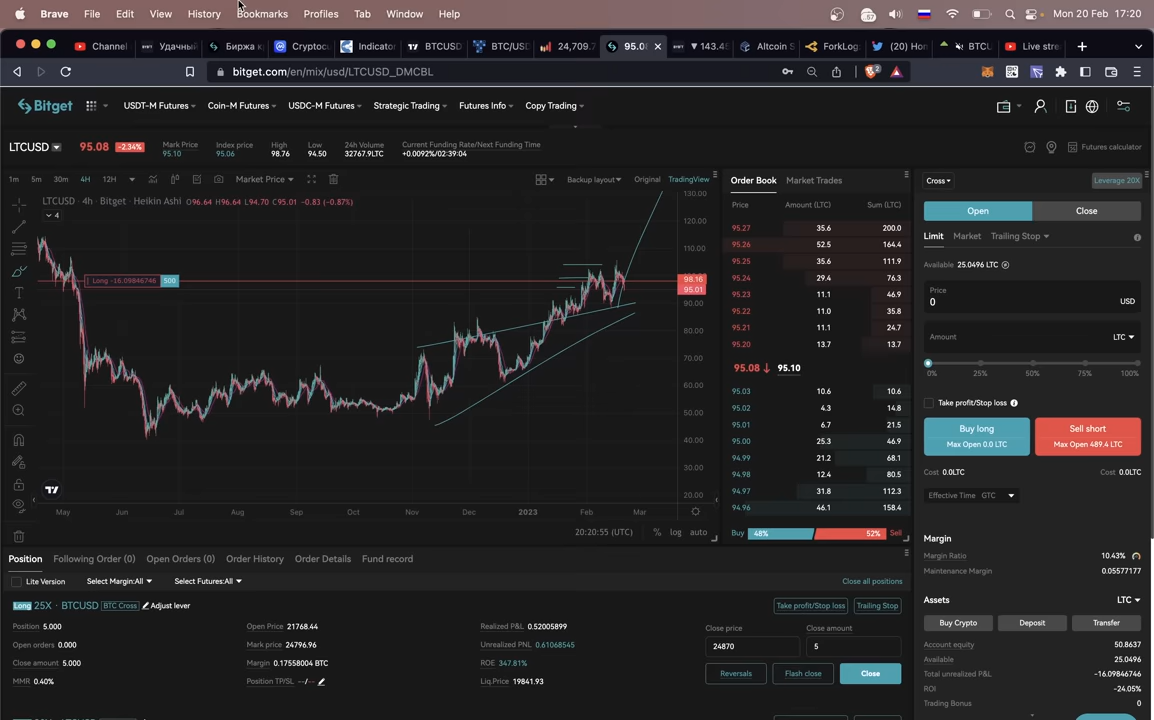 Brave File Edit View History Bookmarks Profiles Tab Window Help
57
Mon 20 Feb 17:20
Channel
Удачный
Биржа к
Cryptoc
Indicator
BTCUSD
BTC/USD
24,709.7
95.0
143.45
Altcoin S
ForkLog
(20) Hon
BTCU
Live stre
bitget.com/en/mix/usd/LTCUSD_DMCBL
Bitget
USDT-M Futures
Coin-M Futures
USDC-M Futures
Strategic Trading
Futures Info
Copy Trading
LTCUSD 95.08 -2.34%
Mark Price Index price High Low 24h Volume Current Funding Rate/Next Funding Time
95.10 95.06 98.76 94.50 32767.9LTC +0.0092%/02:39:04
Futures calculator
1m 5m 30m 4H 12H Market Price Backup layout Original TradingView
LTCUSD · 4h · Bitget · Heikin Ashi O96.64 H96.64 L94.70 C95.01 -0.83 (-0.87%)
4
Long -16.09846746 500
130.00
120.00
110.00
98.16
95.01
90.00
80.00
70.00
60.00
50.00
40.00
30.00
20.00
May Jun Jul Aug Sep Oct Nov Dec 2023 Feb Mar
20:20:55 (UTC) % log auto
Order Book Market Trades
Price Amount (LTC) Sum (LTC)
95.27 35.6 200.0
95.26 52.5 164.4
95.25 35.6 111.9
95.24 29.4 76.3
95.23 11.1 46.9
95.22 11.0 35.8
95.21 11.1 24.7
95.20 13.7 13.7
95.08 95.10
95.03 10.6 10.6
95.02 4.3 14.8
95.01 6.7 21.5
95.00 25.3 46.9
94.99 21.2 68.1
94.98 12.4 80.5
94.97 31.8 112.3
94.96 46.1 158.4
Buy 48% 52% Sell
Cross Leverage 20X
Open Close
Limit Market Trailing Stop
Available 25.0496 LTC
Price
0 USD
Amount LTC
0% 25% 50% 75% 100%
Take profit/Stop loss
Buy long Sell short
Max Open 0.0 LTC Max Open 489.4 LTC
Cost 0.0LTC Cost 0.0LTC
Effective Time GTC
Margin
Margin Ratio 10.43%
Maintenance Margin 0.05577177
Assets LTC
Buy Crypto Deposit Transfer
Account equity 50.8637
Available 25.0496
Total unrealized P&L -16.09846746
ROI -24.05%
Trading Bonus 0
Position Following Order (0) Open Orders (0) Order History Order Details Fund record
Lite Version Select Margin:All Select Futures:All Close all positions
Long 25X · BTCUSD BTC Cross Adjust lever Take profit/Stop loss Trailing Stop
Position 5.000 Open Price 21768.44 Realized P&L 0.52005899 Close price Close amount
Open orders 0.000 Mark price 24796.96 Unrealized PNL 0.61068545 24870 5
Close amount 5.000 Margin 0.17558004 BTC ROE 347.81% Reversals Flash close Close
MMR 0.40% Position TP/SL --/-- Liq.Price 19841.93